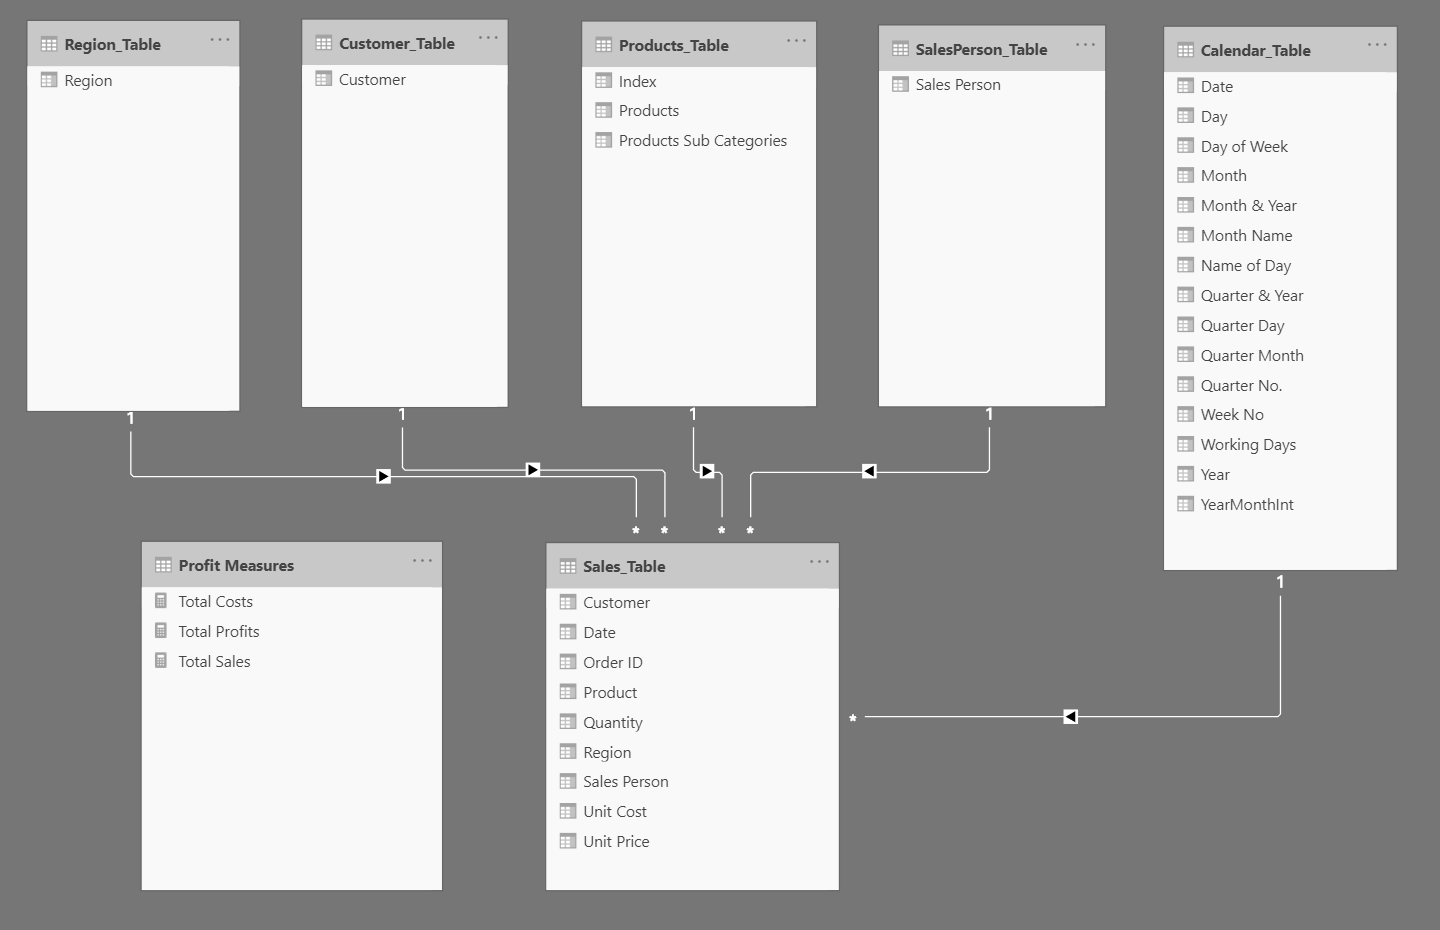 Region_Table
Region
Customer_Table
Customer
Products_Table
Index
Products
Products Sub Categories
SalesPerson_Table
Sales Person
Calendar_Table
Date
Day
Day of Week
Month
Month & Year
Month Name
Name of Day
Quarter & Year
Quarter Day
Quarter Month
Quarter No.
Week No
Working Days
Year
YearMonthInt
1
1
1
1
1
*
*
*
*
*
Profit Measures
Total Costs
Total Profits
Total Sales
Sales_Table
Customer
Date
Order ID
Product
Quantity
Region
Sales Person
Unit Cost
Unit Price